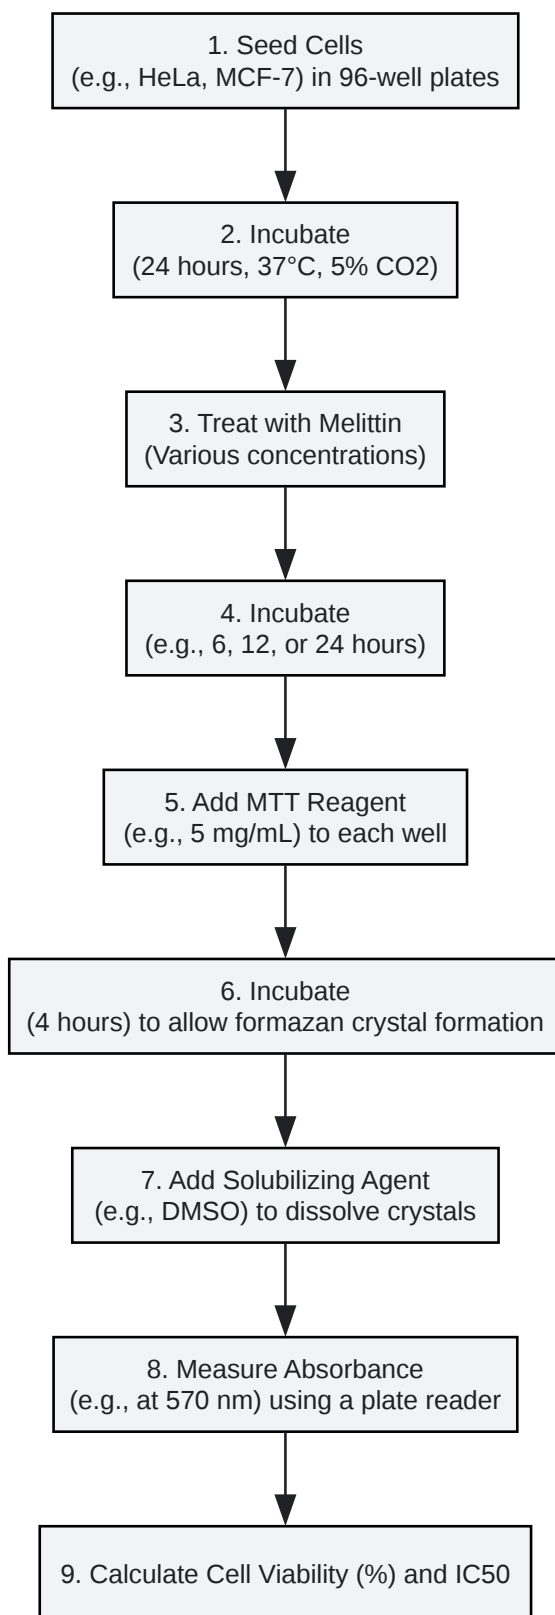 1. Seed Cells
(e.g., HeLa, MCF-7) in 96-well plates
2. Incubate
(24 hours, 37°C, 5% CO2)
3. Treat with Melittin
(Various concentrations)
4. Incubate
(e.g., 6, 12, or 24 hours)
5. Add MTT Reagent
(e.g., 5 mg/mL) to each well
6. Incubate
(4 hours) to allow formazan crystal formation
7. Add Solubilizing Agent
(e.g., DMSO) to dissolve crystals
8. Measure Absorbance
(e.g., at 570 nm) using a plate reader
9. Calculate Cell Viability (%) and IC50